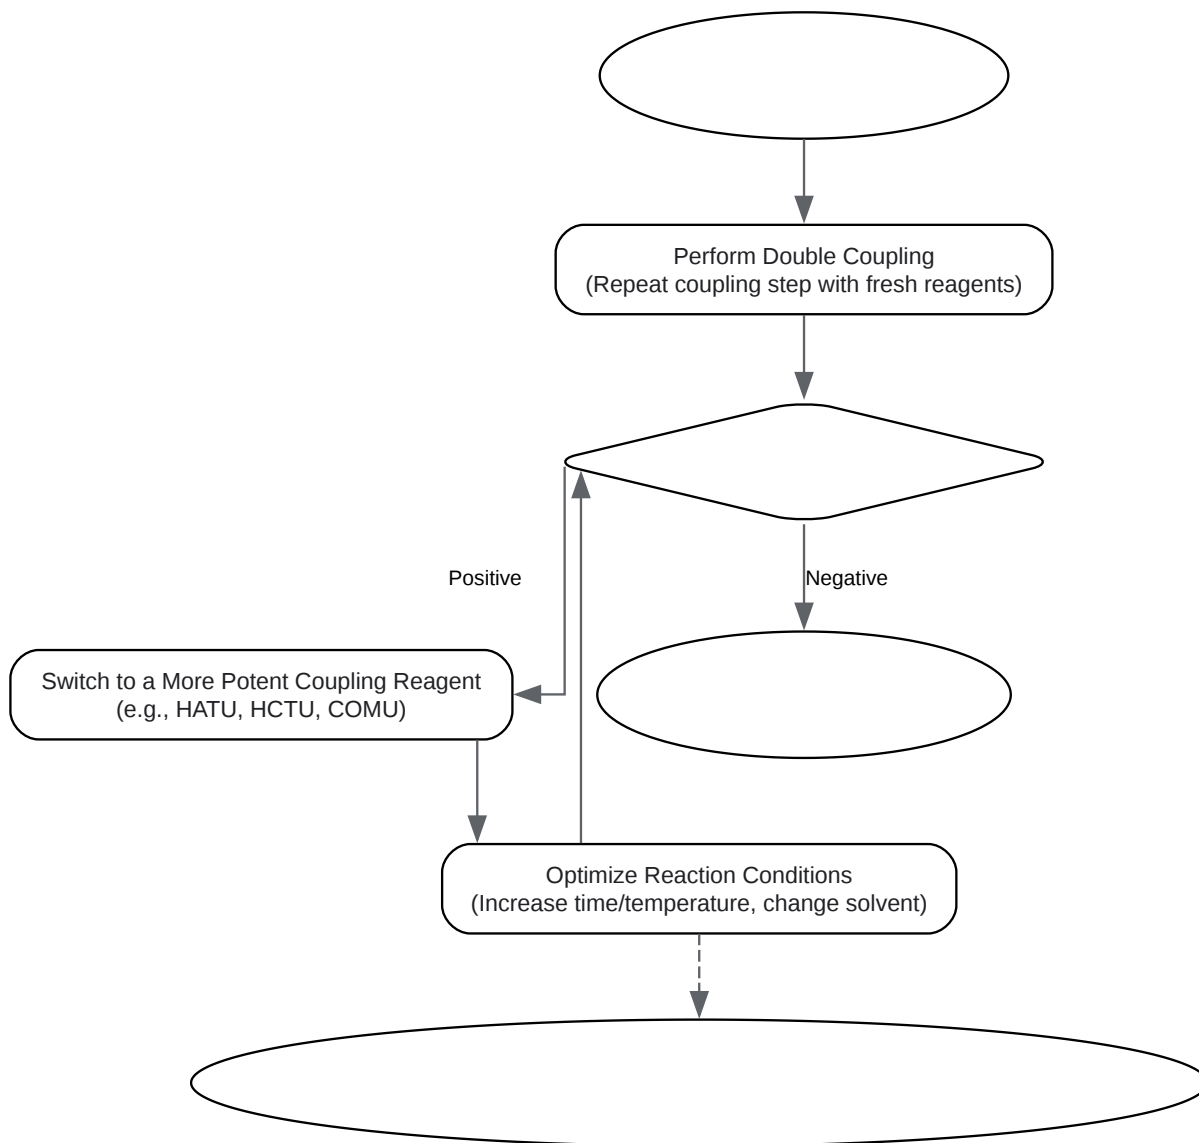 Perform Double Coupling
(Repeat coupling step with fresh reagents)
Positive
Negative
Switch to a More Potent Coupling Reagent
(e.g., HATU, HCTU, COMU)
Optimize Reaction Conditions
(Increase time/temperature, change solvent)